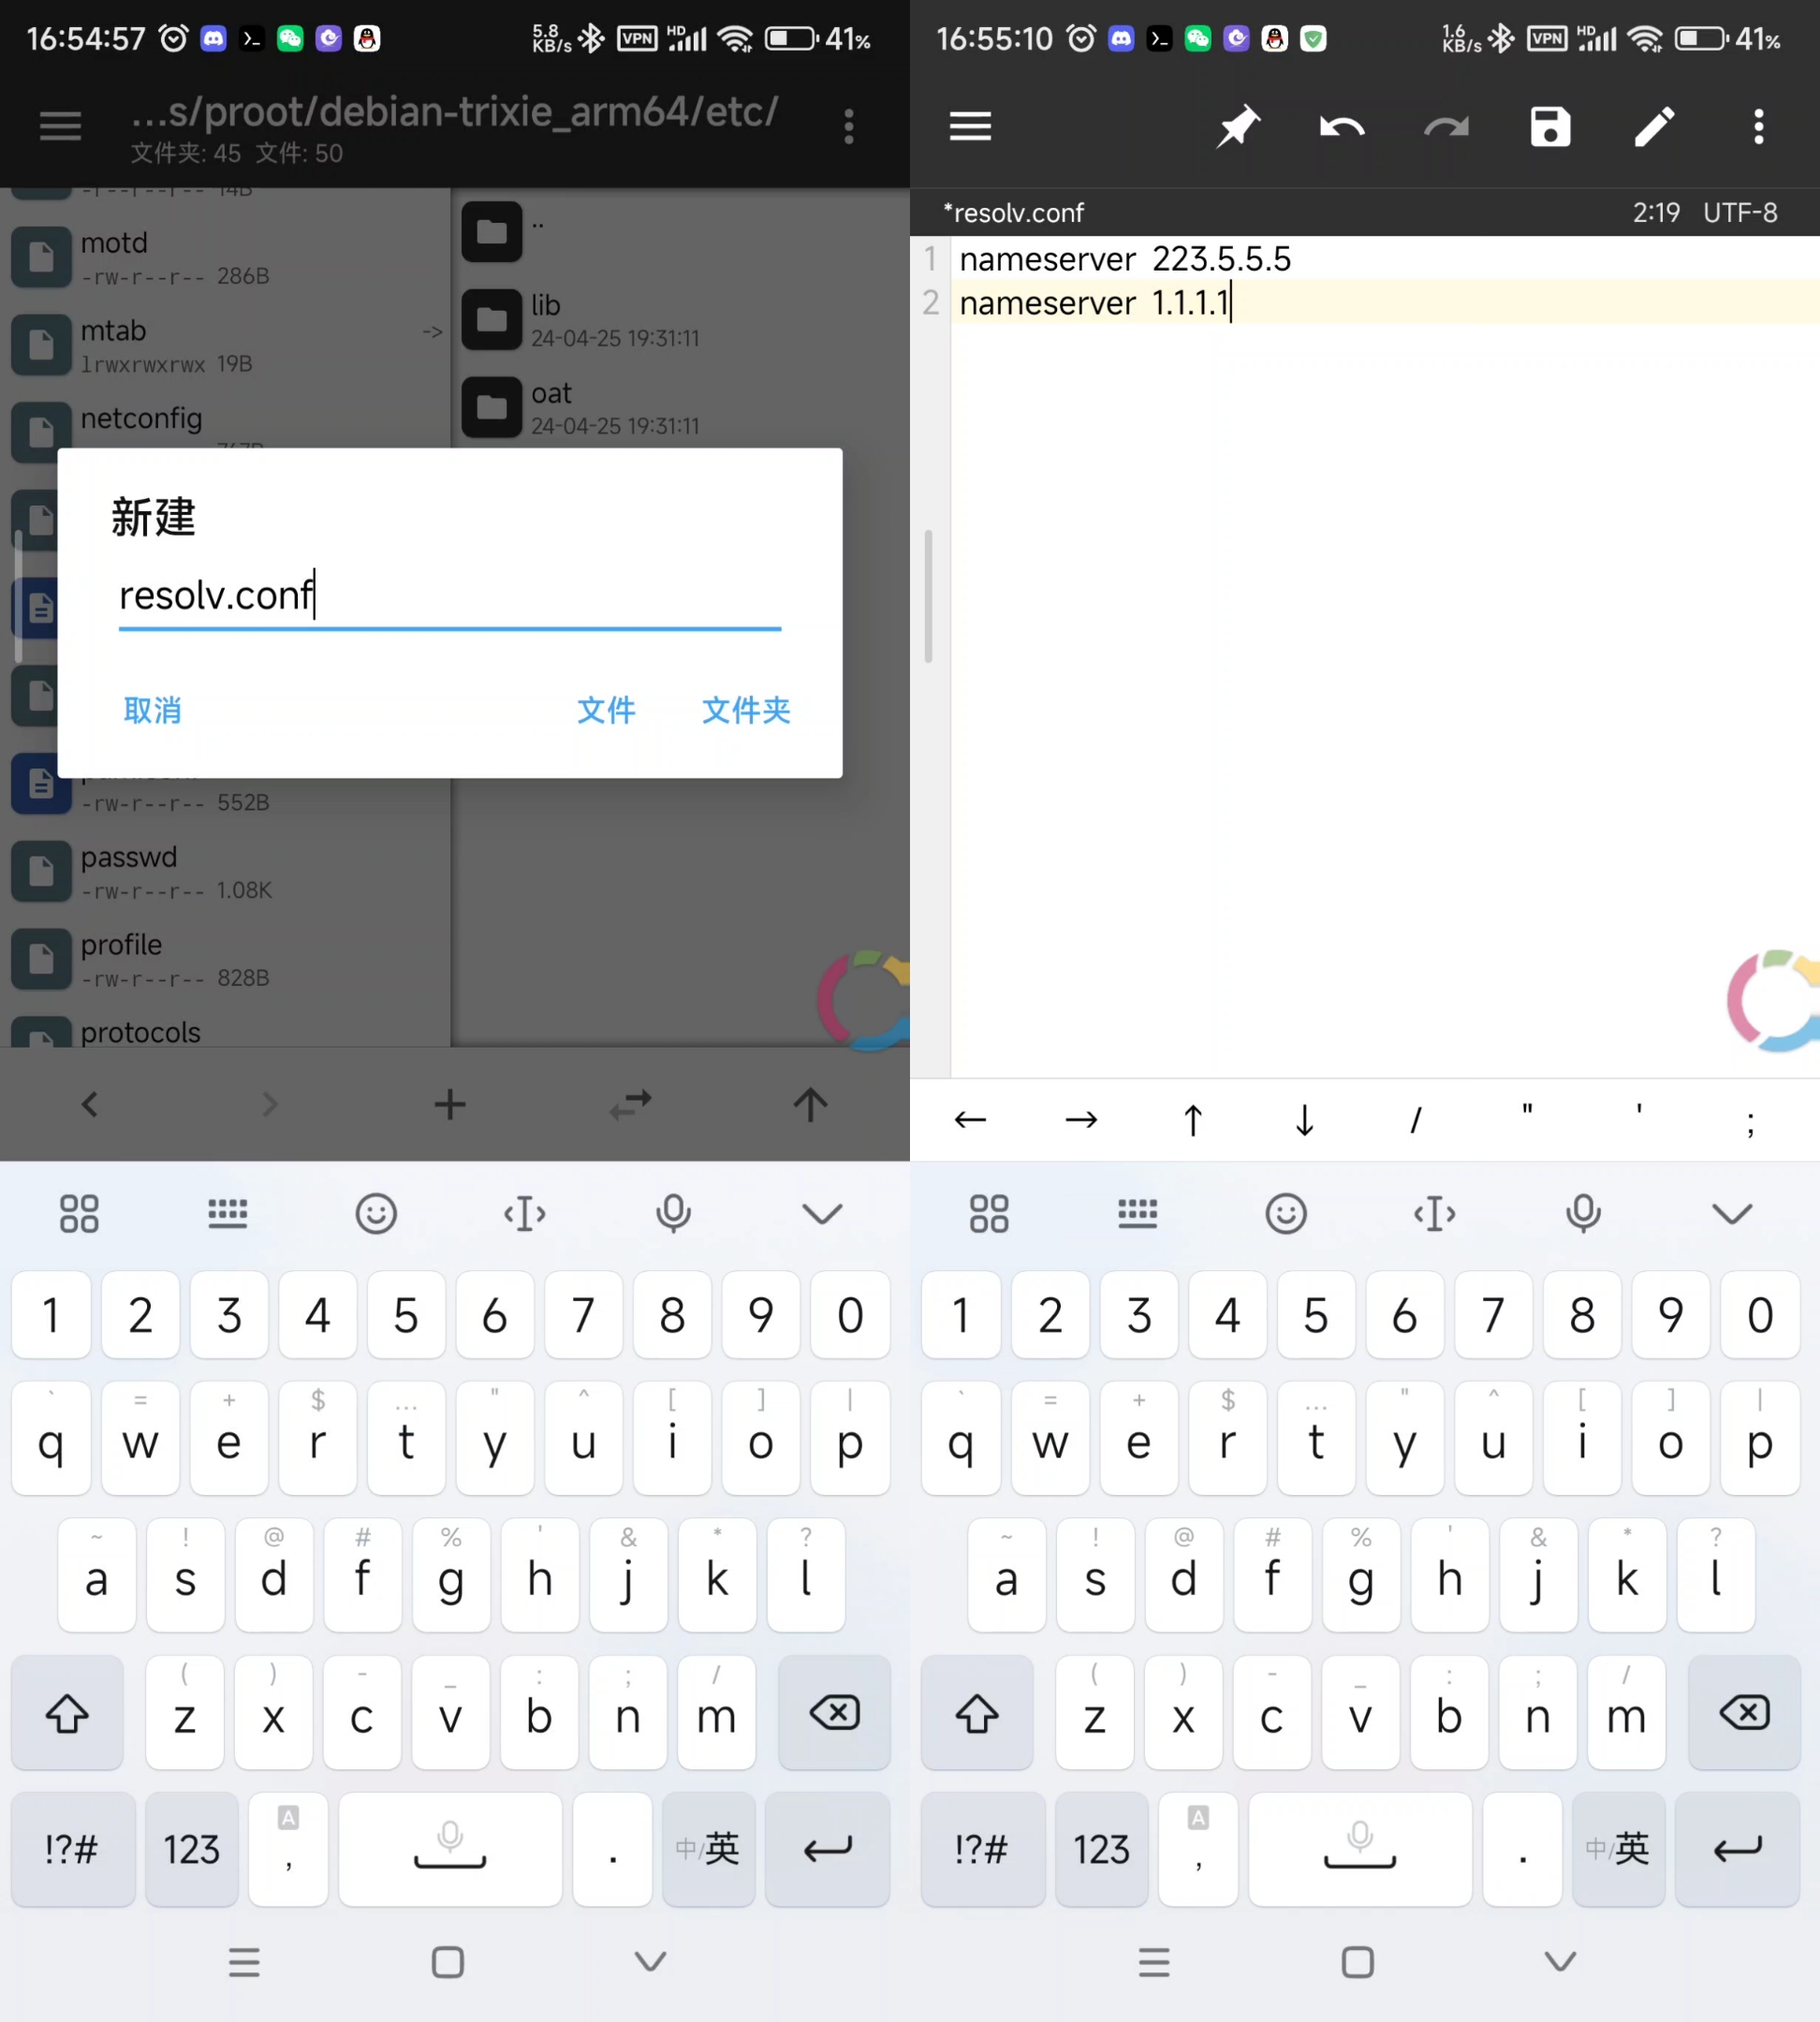 16:54:57
5.8 KB/s VPN HD 41%
…s/proot/debian-trixie_arm64/etc/
文件夹: 45 文件: 50
-r--r--r-- 14B
motd
-rw-r--r-- 286B
mtab
->
lrwxrwxrwx 19B
netconfig
..
lib
24-04-25 19:31:11
oat
24-04-25 19:31:11
新建
resolv.conf
取消 文件 文件夹
-rw-r--r-- 552B
passwd
-rw-r--r-- 1.08K
profile
-rw-r--r-- 828B
protocols
1 2 3 4 5 6 7 8 9 0
` = + $ … " ^ [ ] |
q w e r t y u i o p
~ ! @ # % ' & * ?
a s d f g h j k l
( ) - _ : ; /
z x c v b n m
A
!?# 123 , . 中/英
16:55:10
1.6 KB/s VPN HD 41%
*resolv.conf 2:19 UTF-8
1 nameserver 223.5.5.5
2 nameserver 1.1.1.1
← → ↑ ↓ / " ' ;
1 2 3 4 5 6 7 8 9 0
` = + $ … " ^ [ ] |
q w e r t y u i o p
~ ! @ # % ' & * ?
a s d f g h j k l
( ) - _ : ; /
z x c v b n m
A
!?# 123 , . 中/英